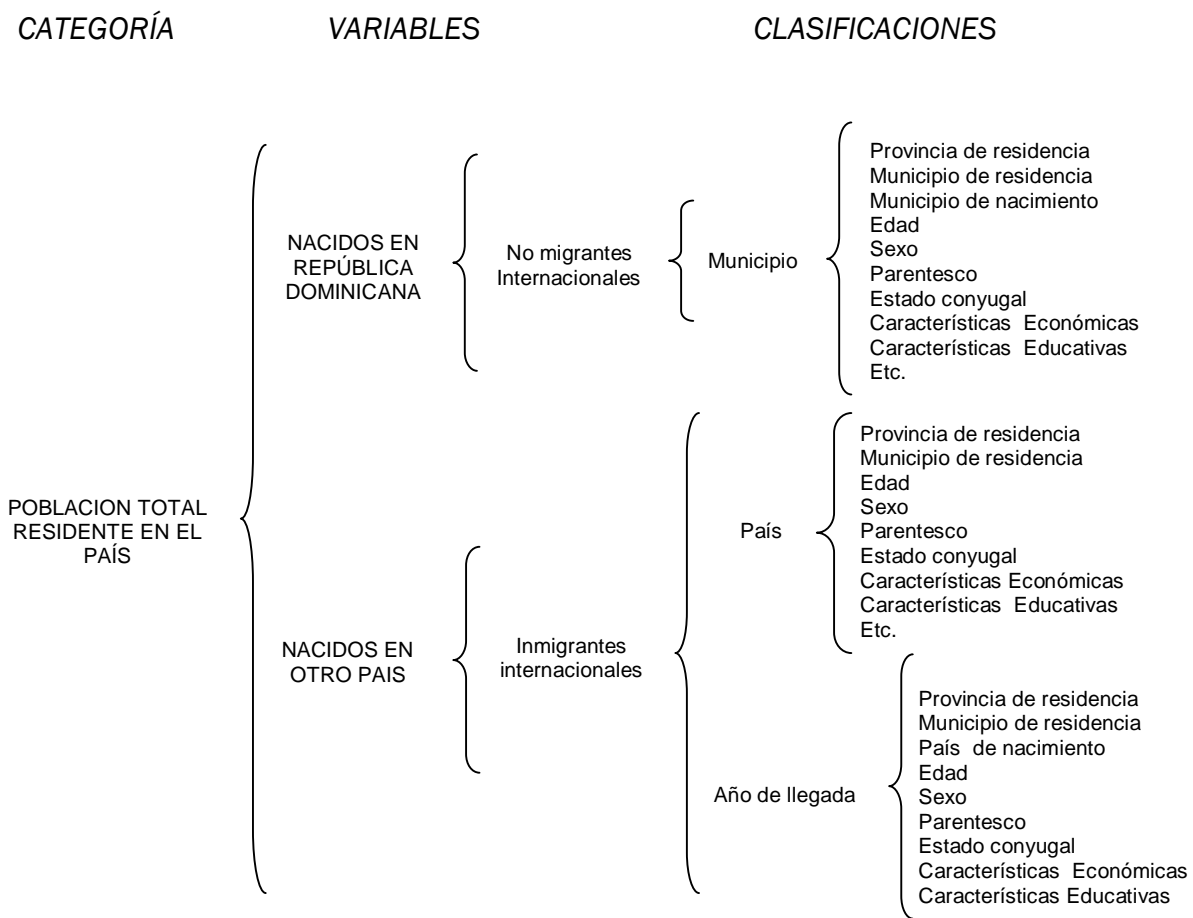 CATEGORÍA
VARIABLES
CLASIFICACIONES
POBLACION TOTAL
RESIDENTE EN EL
PAÍS
NACIDOS EN
REPÚBLICA
DOMINICANA
No migrantes
Internacionales
Municipio
Provincia de residencia
Municipio de residencia
Municipio de nacimiento
Edad
Sexo
Parentesco
Estado conyugal
Características Económicas
Características Educativas
Etc.
NACIDOS EN
OTRO PAIS
Inmigrantes
internacionales
País
Provincia de residencia
Municipio de residencia
Edad
Sexo
Parentesco
Estado conyugal
Características Económicas
Características Educativas
Etc.
Año de llegada
Provincia de residencia
Municipio de residencia
País de nacimiento
Edad
Sexo
Parentesco
Estado conyugal
Características Económicas
Características Educativas